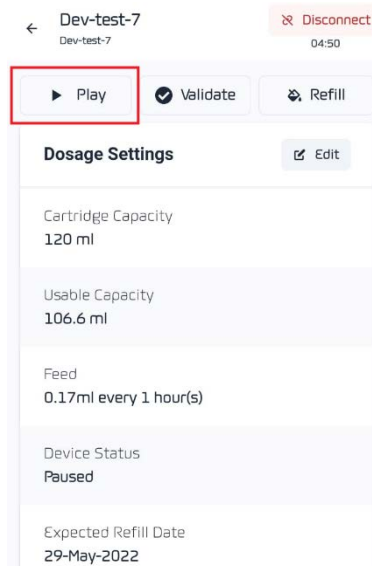 Dev-test-7
Dev-test-7
Disconnect
04:50
Play
Validate
Refill
Dosage Settings
Edit
Cartridge Capacity
120 ml
Usable Capacity
106.6 ml
Feed
0.17ml every 1 hour(s)
Device Status
Paused
Expected Refill Date
29-May-2022